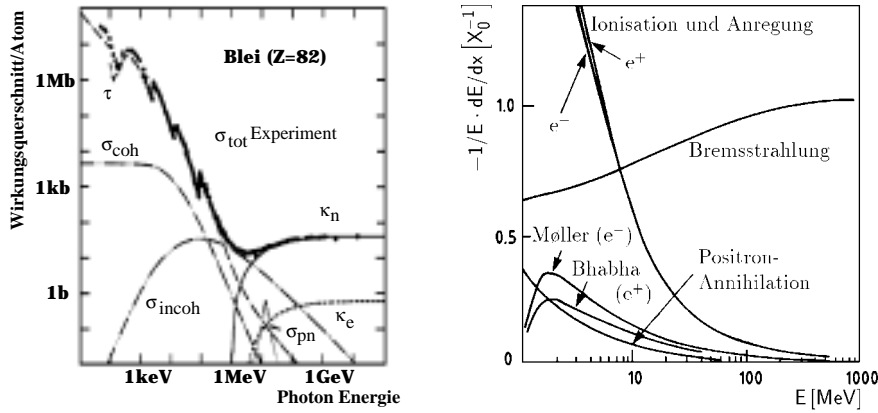 Wirkungsquerschnitt/Atom
1Mb
1kb
1b
Blei (Z=82)
τ
σcoh
σtot Experiment
κn
σincoh
σpn
κe
1keV
1MeV
1GeV
Photon Energie
−1/E · dE/dx [X0⁻¹]
1.0
0.5
0
Ionisation und Anregung
e⁺
e⁻
Bremsstrahlung
Møller (e⁻)
Bhabha
(e⁺)
Positron-
Annihilation
10
100
1000
E [MeV]